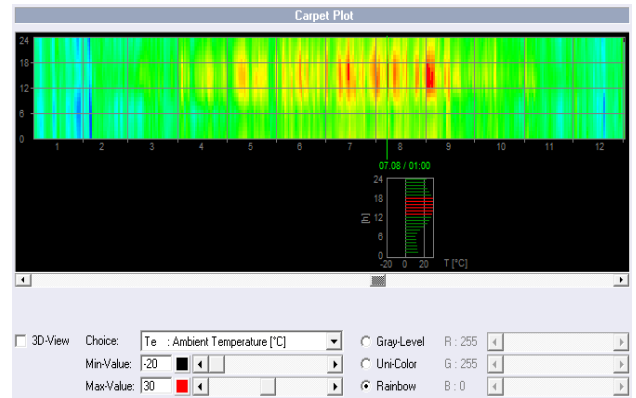 Carpet Plot
24
18
12
6
0
1 2 3 4 5 6 7 8 9 10 11 12
07.08 / 01:00
24
18
[h] 12
6
0
-20 0 20 T [°C]
3D-View Choice: Te : Ambient Temperature [°C] Gray-Level R : 255
Min-Value: -20 Uni-Color G : 255
Max-Value: 30 Rainbow B : 0